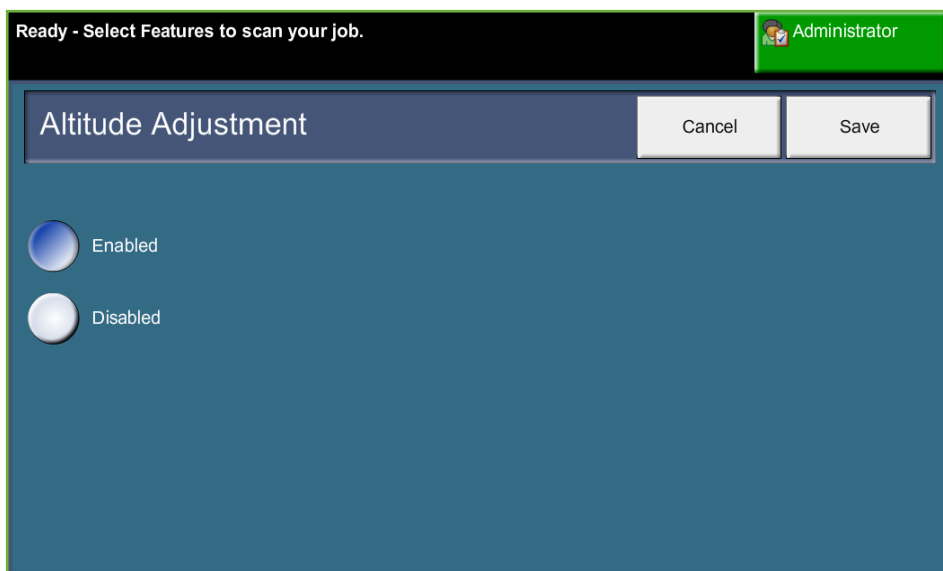 Ready - Select Features to scan your job.
Administrator
Altitude Adjustment
Cancel
Save
Enabled
Disabled